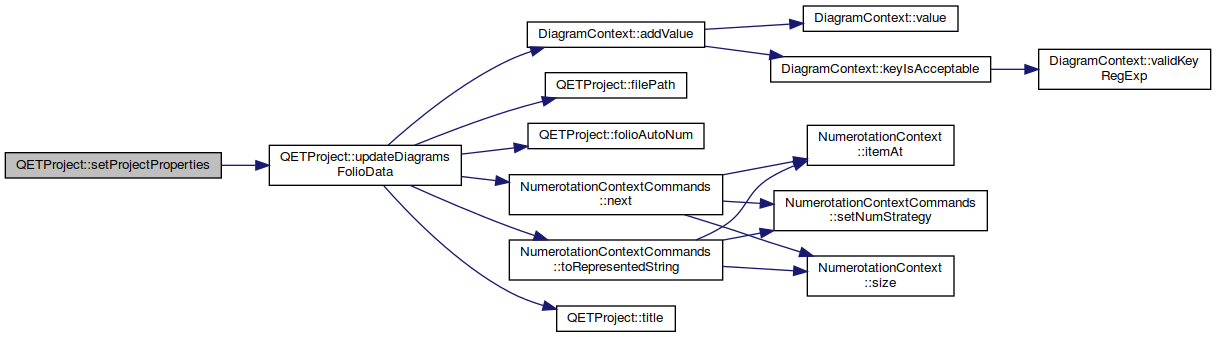 QETProject::setProjectProperties
QETProject::updateDiagrams
FolioData
DiagramContext::addValue
QETProject::filePath
QETProject::folioAutoNum
NumerotationContextCommands
::next
NumerotationContextCommands
::toRepresentedString
QETProject::title
DiagramContext::value
DiagramContext::keyIsAcceptable
NumerotationContext
::itemAt
NumerotationContextCommands
::setNumStrategy
NumerotationContext
::size
DiagramContext::validKey
RegExp